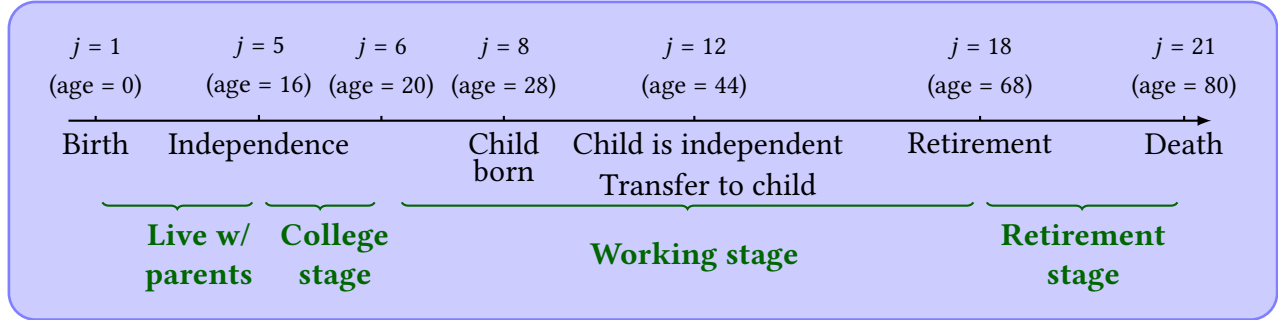 j = 1 j = 5 j = 6 j = 8 j = 12 j = 18 j = 21
(age = 0) (age = 16) (age = 20) (age = 28) (age = 44) (age = 68) (age = 80)
Birth Independence Child Child is independent Retirement Death
born Transfer to child
Live w/ College Working stage Retirement
parents stage stage